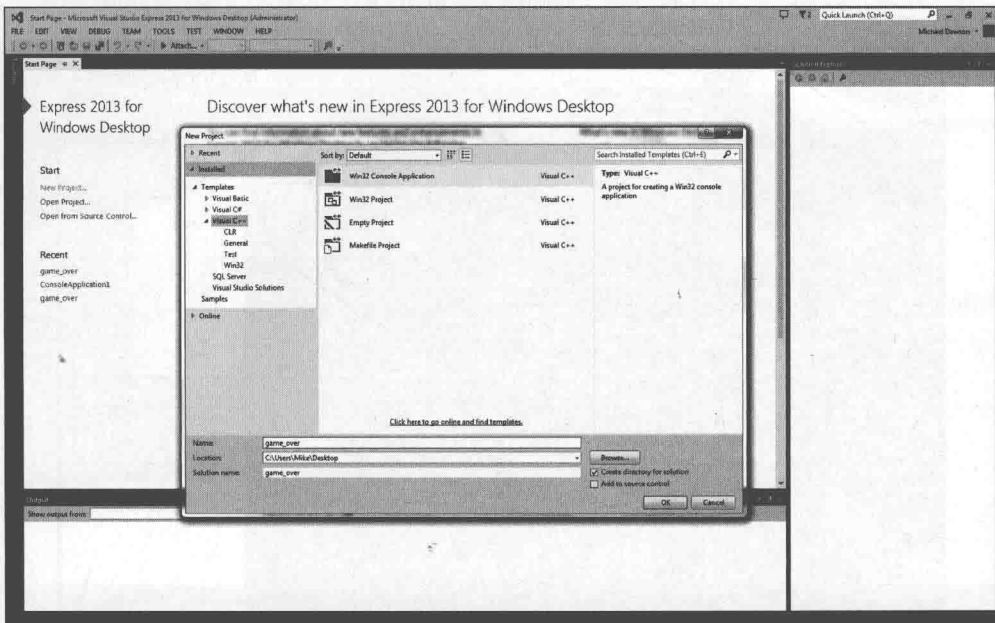 Start Page - Microsoft Visual Studio Express 2013 for Windows Desktop (Administrator)
Quick Launch (Ctrl+Q)
FILE EDIT VIEW DEBUG TEAM TOOLS TEST WINDOW HELP
Michael Dawson
Attach...
Start Page
Express 2013 for
Windows Desktop
Discover what's new in Express 2013 for Windows Desktop
Start
New Project...
Open Project...
Open from Source Control...
Recent
game_over
ConsoleApplication1
game_over
New Project
Recent
Installed
Templates
Visual Basic
Visual C#
Visual C++
CLR
General
Test
Win32
SQL Server
Visual Studio Solutions
Samples
Online
Sort by: Default
Search Installed Templates (Ctrl+E)
Win32 Console Application Visual C++
Win32 Project Visual C++
Empty Project Visual C++
Makefile Project Visual C++
Type: Visual C++
A project for creating a Win32 console
application
Click here to go online and find templates.
Name: game_over
Location: C:\Users\Mike\Desktop
Browse...
Solution name: game_over
Create directory for solution
Add to source control
OK Cancel
Output
Show output from: